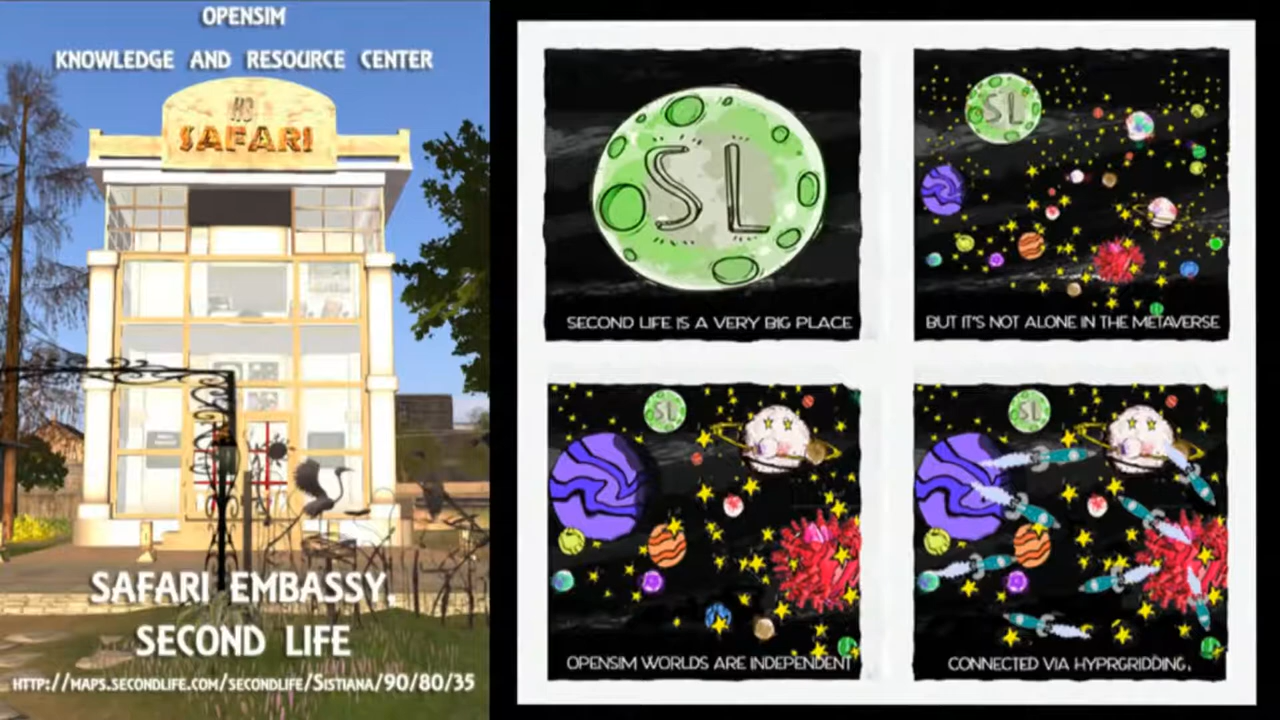 OPENSIM
KNOWLEDGE AND RESOURCE CENTER
HG
SAFARI
SAFARI EMBASSY,
SECOND LIFE
HTTP://MAPS.SECONDLIFE.COM/SECONDLIFE/SISTIANA/90/80/35
SL
SECOND LIFE IS A VERY BIG PLACE
SL
BUT IT'S NOT ALONE IN THE METAVERSE
SL
OPENSIM WORLDS ARE INDEPENDENT
SL
CONNECTED VIA HYPRGRIDDING,